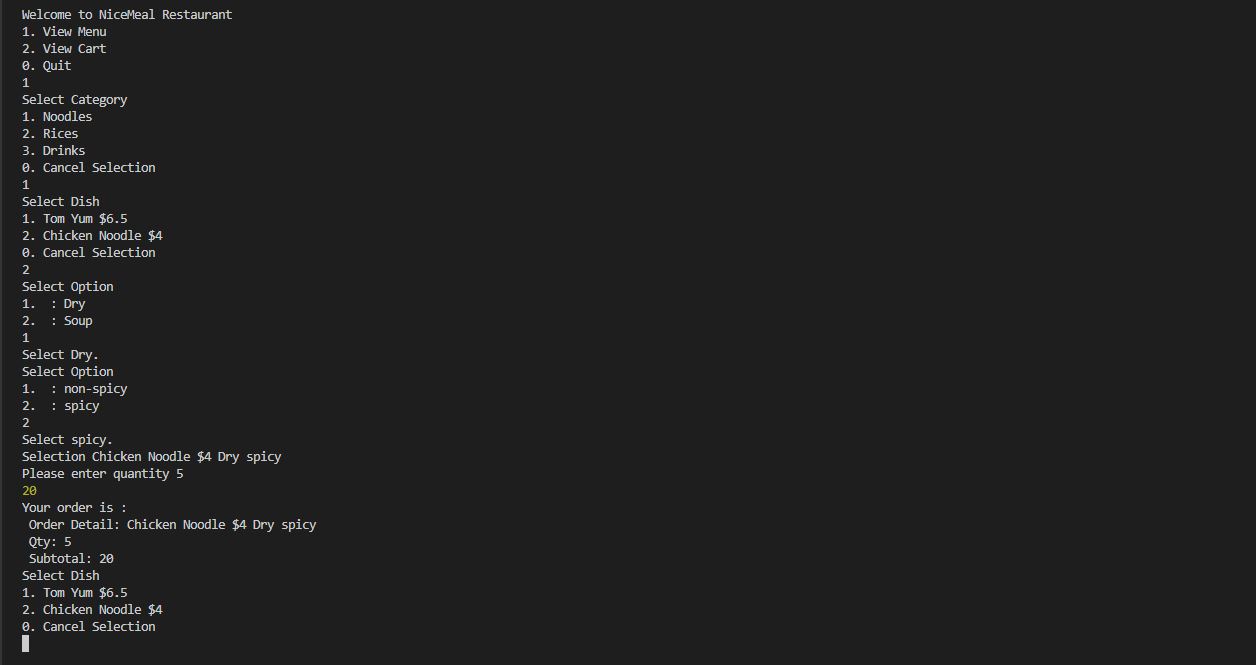 Welcome to NiceMeal Restaurant
1. View Menu
2. View Cart
0. Quit
1
Select Category
1. Noodles
2. Rices
3. Drinks
0. Cancel Selection
1
Select Dish
1. Tom Yum $6.5
2. Chicken Noodle $4
0. Cancel Selection
2
Select Option
1.  : Dry
2.  : Soup
1
Select Dry.
Select Option
1.  : non-spicy
2.  : spicy
2
Select spicy.
Selection Chicken Noodle $4 Dry spicy
Please enter quantity 5
20
Your order is :
 Order Detail: Chicken Noodle $4 Dry spicy
 Qty: 5
 Subtotal: 20
Select Dish
1. Tom Yum $6.5
2. Chicken Noodle $4
0. Cancel Selection